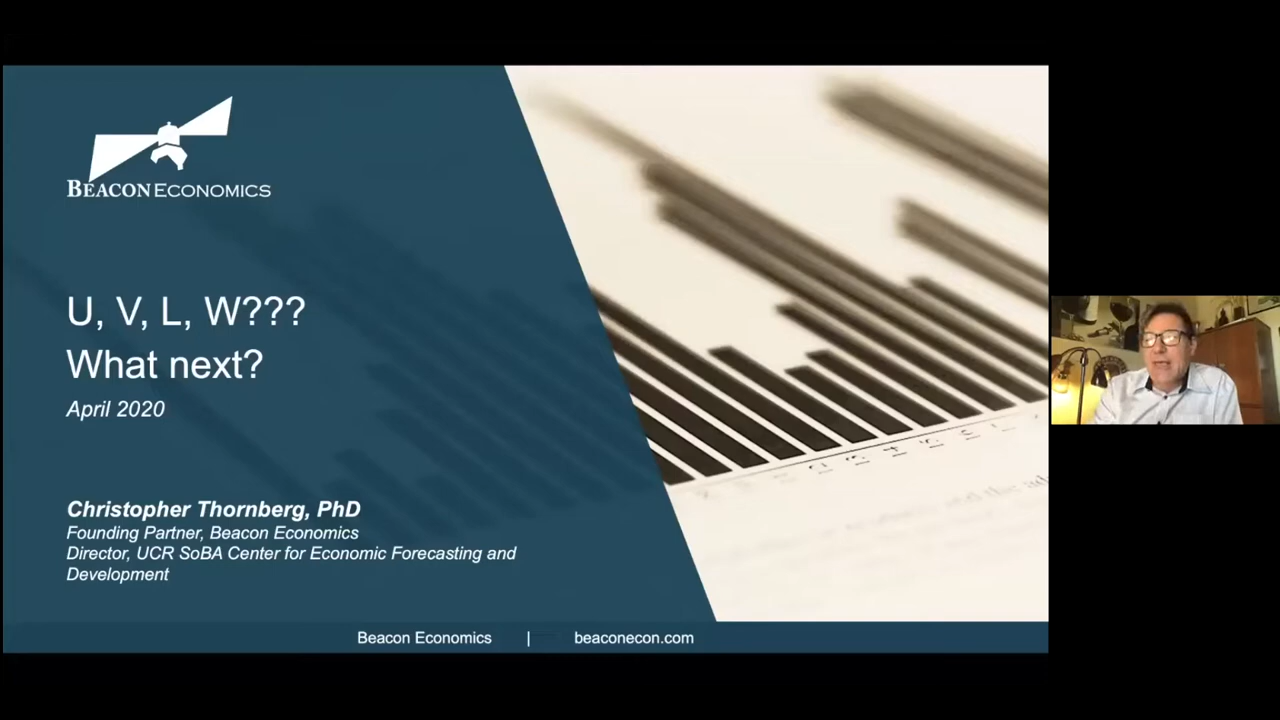 BEACON ECONOMICS
U, V, L, W???
What next?
April 2020
Christopher Thornberg, PhD
Founding Partner, Beacon Economics
Director, UCR SoBA Center for Economic Forecasting and
Development
Beacon Economics | beaconecon.com